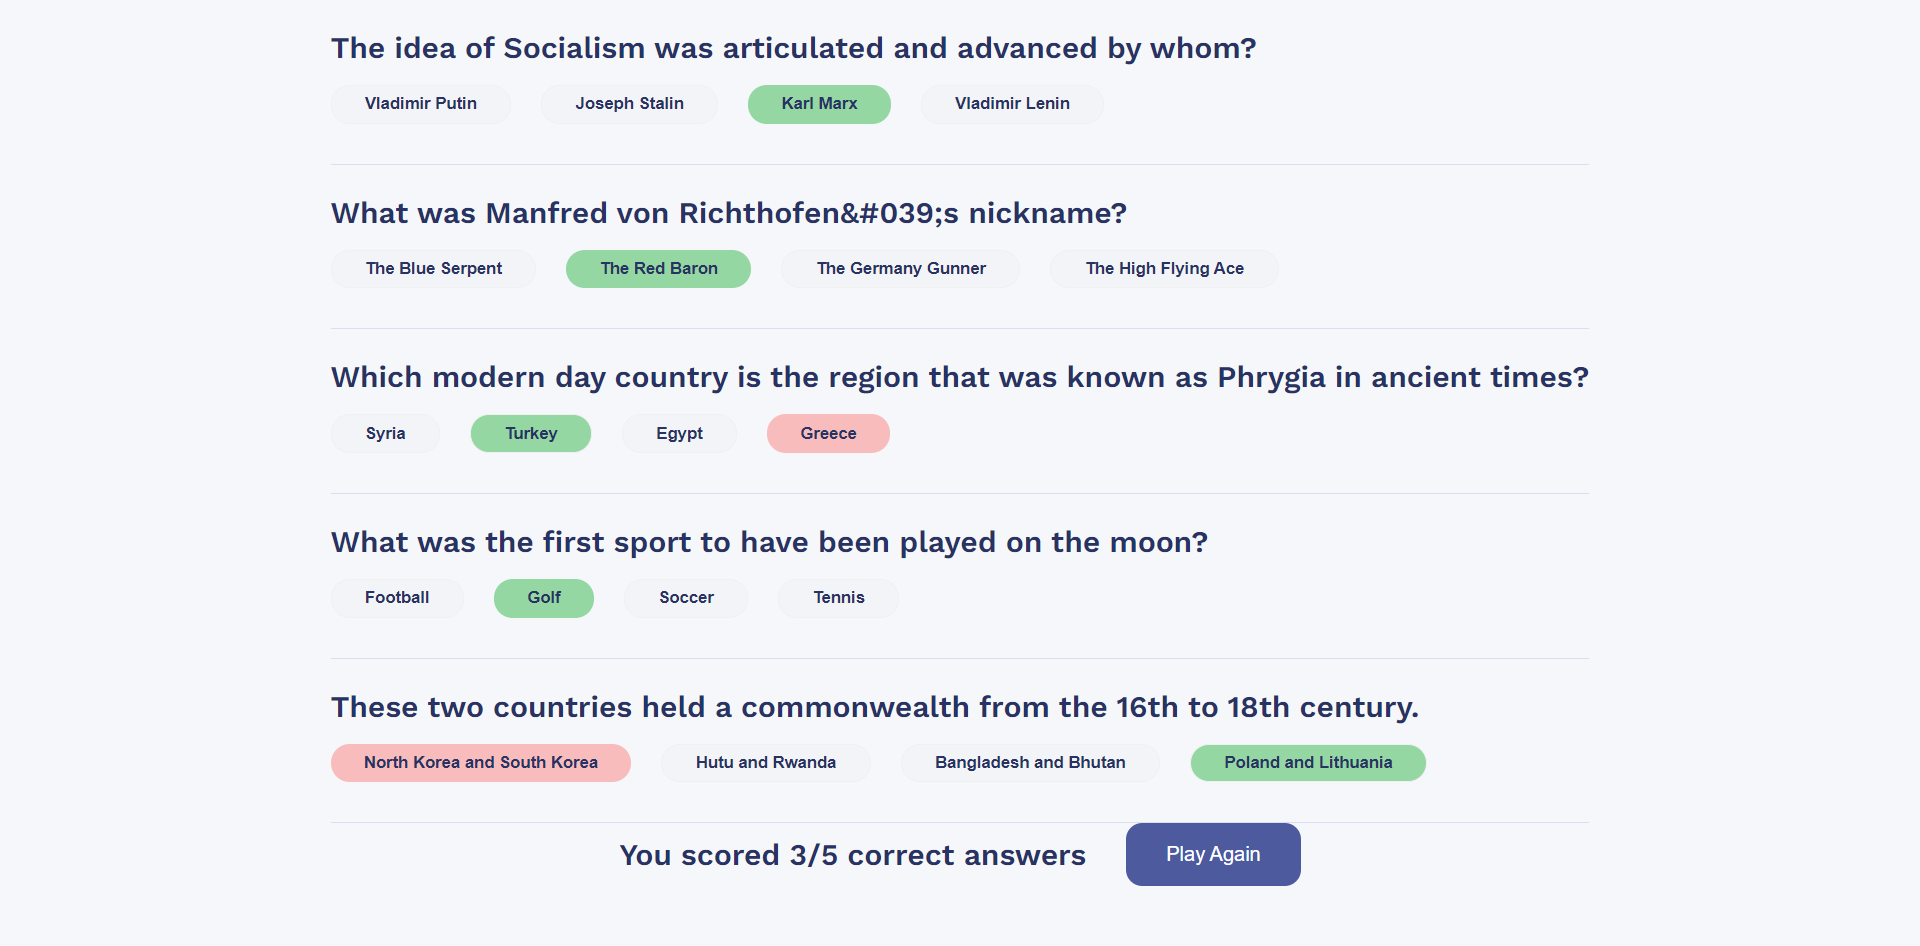 The idea of Socialism was articulated and advanced by whom?
Vladimir Putin Joseph Stalin Karl Marx Vladimir Lenin
What was Manfred von Richthofen&#039;s nickname?
The Blue Serpent The Red Baron The Germany Gunner The High Flying Ace
Which modern day country is the region that was known as Phrygia in ancient times?
Syria Turkey Egypt Greece
What was the first sport to have been played on the moon?
Football Golf Soccer Tennis
These two countries held a commonwealth from the 16th to 18th century.
North Korea and South Korea Hutu and Rwanda Bangladesh and Bhutan Poland and Lithuania
You scored 3/5 correct answers Play Again